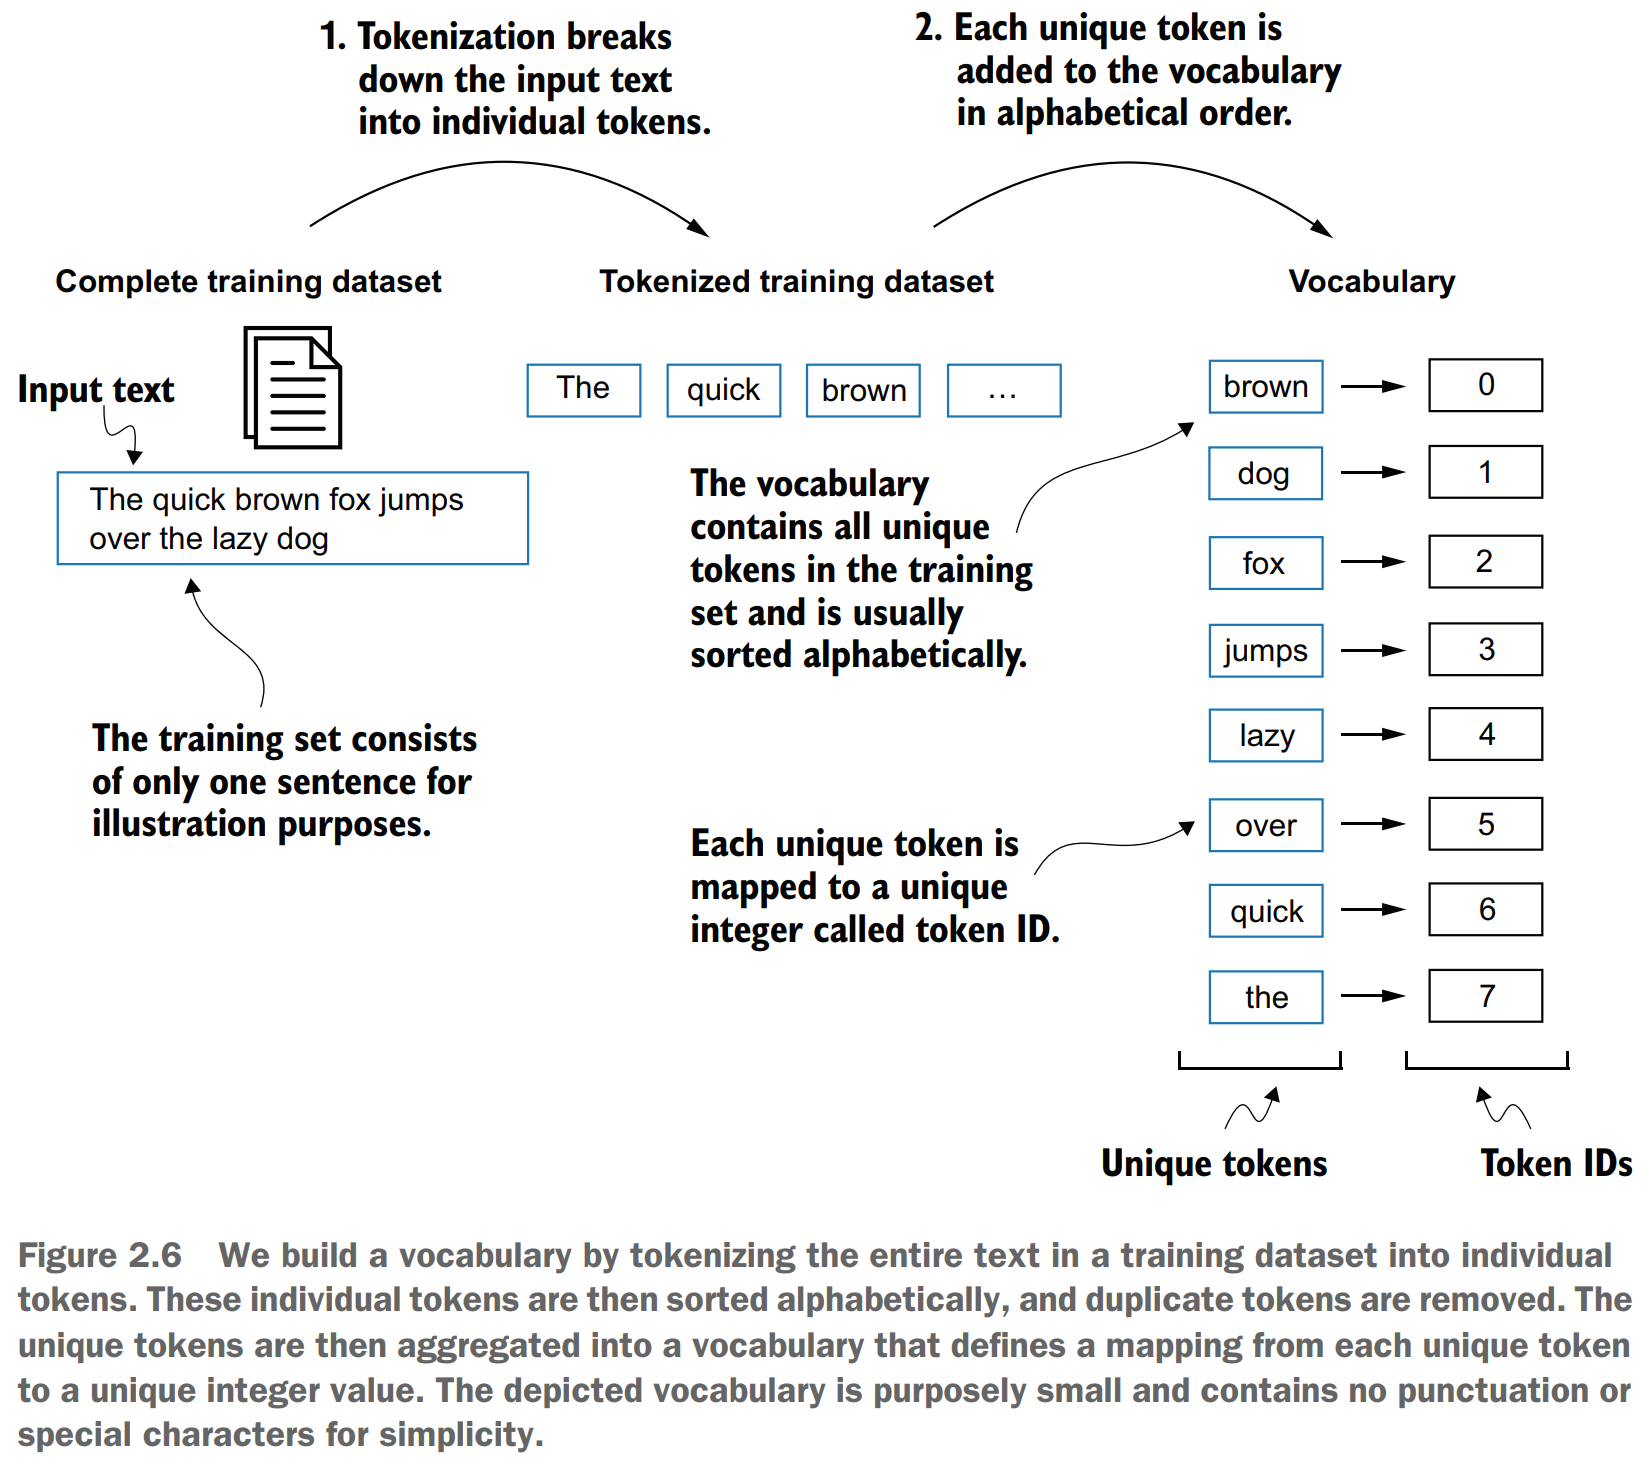 1. Tokenization breaks
down the input text
into individual tokens.
2. Each unique token is
added to the vocabulary
in alphabetical order.
Complete training dataset
Tokenized training dataset
Vocabulary
Input text
The quick brown fox jumps
over the lazy dog
The training set consists
of only one sentence for
illustration purposes.
The quick brown ...
The vocabulary
contains all unique
tokens in the training
set and is usually
sorted alphabetically.
Each unique token is
mapped to a unique
integer called token ID.
brown 0
dog 1
fox 2
jumps 3
lazy 4
over 5
quick 6
the 7
Unique tokens
Token IDs
Figure 2.6 We build a vocabulary by tokenizing the entire text in a training dataset into individual
tokens. These individual tokens are then sorted alphabetically, and duplicate tokens are removed. The
unique tokens are then aggregated into a vocabulary that defines a mapping from each unique token
to a unique integer value. The depicted vocabulary is purposely small and contains no punctuation or
special characters for simplicity.